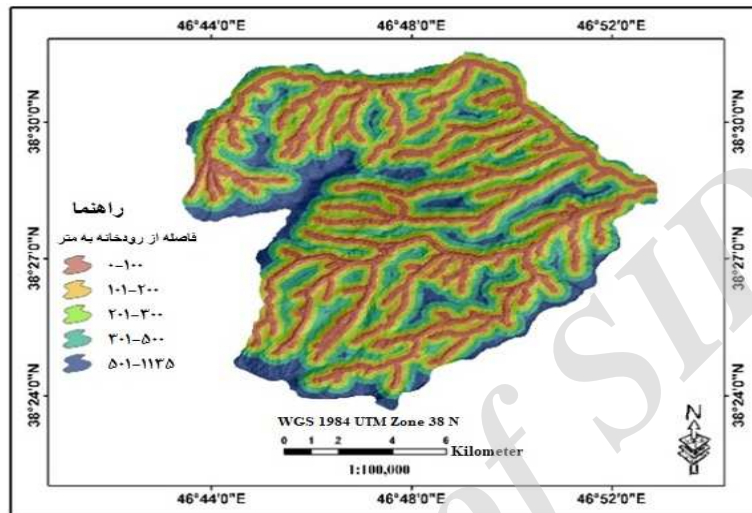 46°44'0"E 46°48'0"E 46°52'0"E
38°30'0"N 38°30'0"N
راهنما
فاصله از رودخانه به متر
۰-۱۰۰
۱۰۱-۲۰۰
۲۰۱-۳۰۰
۳۰۱-۵۰۰
۵۰۱-۱۱۳۵
38°27'0"N 38°27'0"N
38°24'0"N 38°24'0"N
WGS 1984 UTM Zone 38 N
0 1 2 4 6 Kilometer
1:100,000
N
46°44'0"E 46°48'0"E 46°52'0"E
of SID